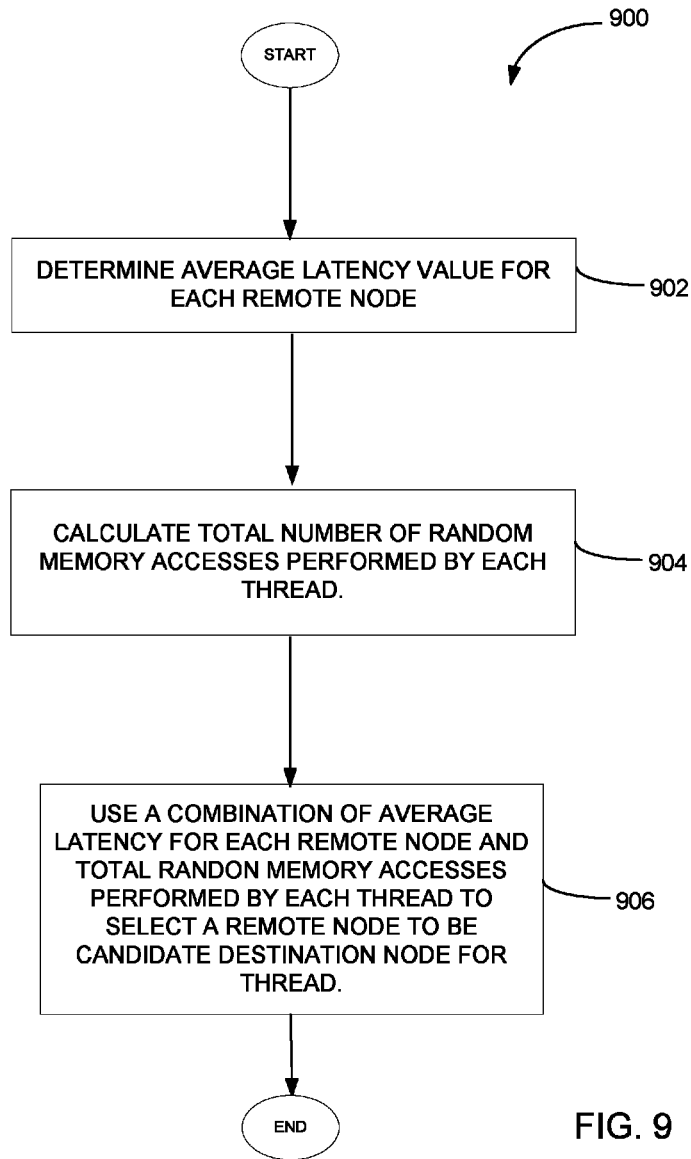 900
START
DETERMINE AVERAGE LATENCY VALUE FOR
EACH REMOTE NODE
902
CALCULATE TOTAL NUMBER OF RANDOM
MEMORY ACCESSES PERFORMED BY EACH
THREAD.
904
USE A COMBINATION OF AVERAGE
LATENCY FOR EACH REMOTE NODE AND
TOTAL RANDON MEMORY ACCESSES
PERFORMED BY EACH THREAD TO
SELECT A REMOTE NODE TO BE
CANDIDATE DESTINATION NODE FOR
THREAD.
906
END
FIG. 9